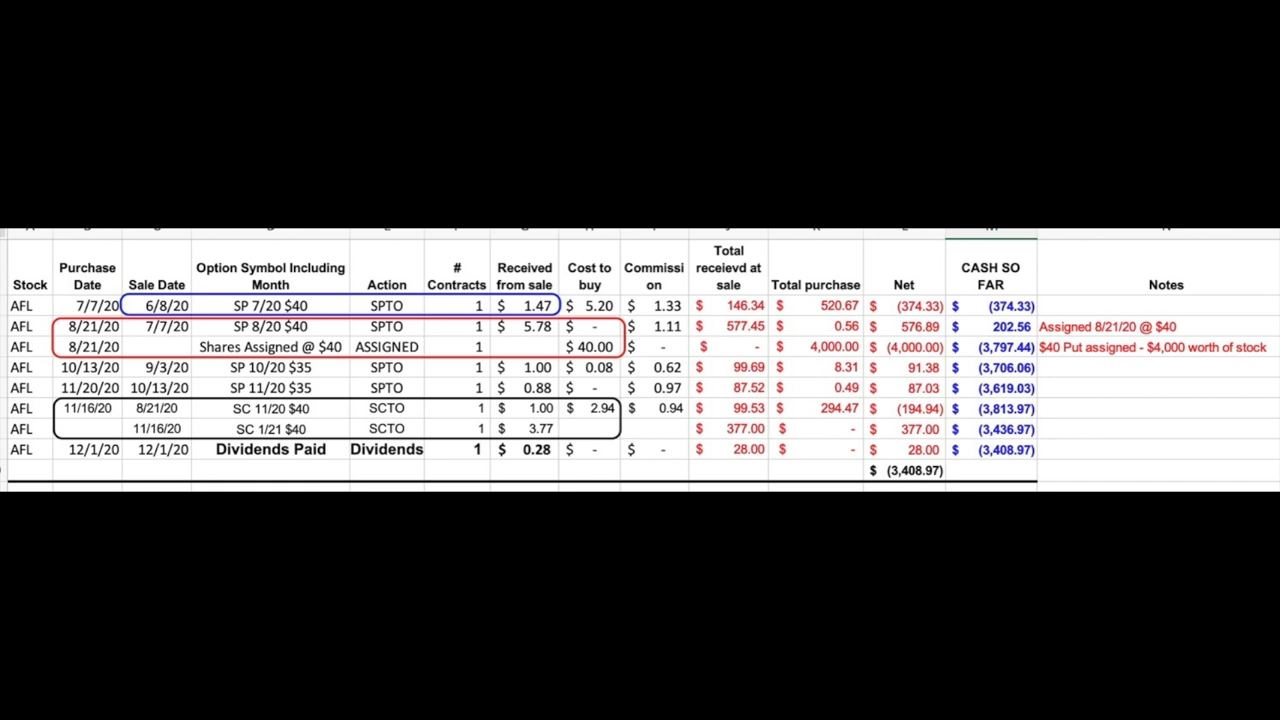 Stock Purchase Date Sale Date Option Symbol Including Month Action # Contracts Received from sale Cost to buy Commission Total receievd at sale Total purchase Net CASH SO FAR Notes
AFL 7/7/20 6/8/20 SP 7/20 $40 SPTO 1 $ 1.47 $ 5.20 $ 1.33 $ 146.34 $ 520.67 $ (374.33) $ (374.33)
AFL 8/21/20 7/7/20 SP 8/20 $40 SPTO 1 $ 5.78 $ - $ 1.11 $ 577.45 $ 0.56 $ 576.89 $ 202.56 Assigned 8/21/20 @ $40
AFL 8/21/20 Shares Assigned @ $40 ASSIGNED 1 $ 40.00 $ - $ - $ 4,000.00 $ (4,000.00) $ (3,797.44) $40 Put assigned - $4,000 worth of stock
AFL 10/13/20 9/3/20 SP 10/20 $35 SPTO 1 $ 1.00 $ 0.08 $ 0.62 $ 99.69 $ 8.31 $ 91.38 $ (3,706.06)
AFL 11/20/20 10/13/20 SP 11/20 $35 SPTO 1 $ 0.88 $ - $ 0.97 $ 87.52 $ 0.49 $ 87.03 $ (3,619.03)
AFL 11/16/20 8/21/20 SC 11/20 $40 SCTO 1 $ 1.00 $ 2.94 $ 0.94 $ 99.53 $ 294.47 $ (194.94) $ (3,813.97)
AFL 11/16/20 SC 1/21 $40 SCTO 1 $ 3.77 $ 377.00 $ - $ 377.00 $ (3,436.97)
AFL 12/1/20 12/1/20 Dividends Paid Dividends 1 $ 0.28 $ - $ - $ 28.00 $ - $ 28.00 $ (3,408.97)
$ (3,408.97)